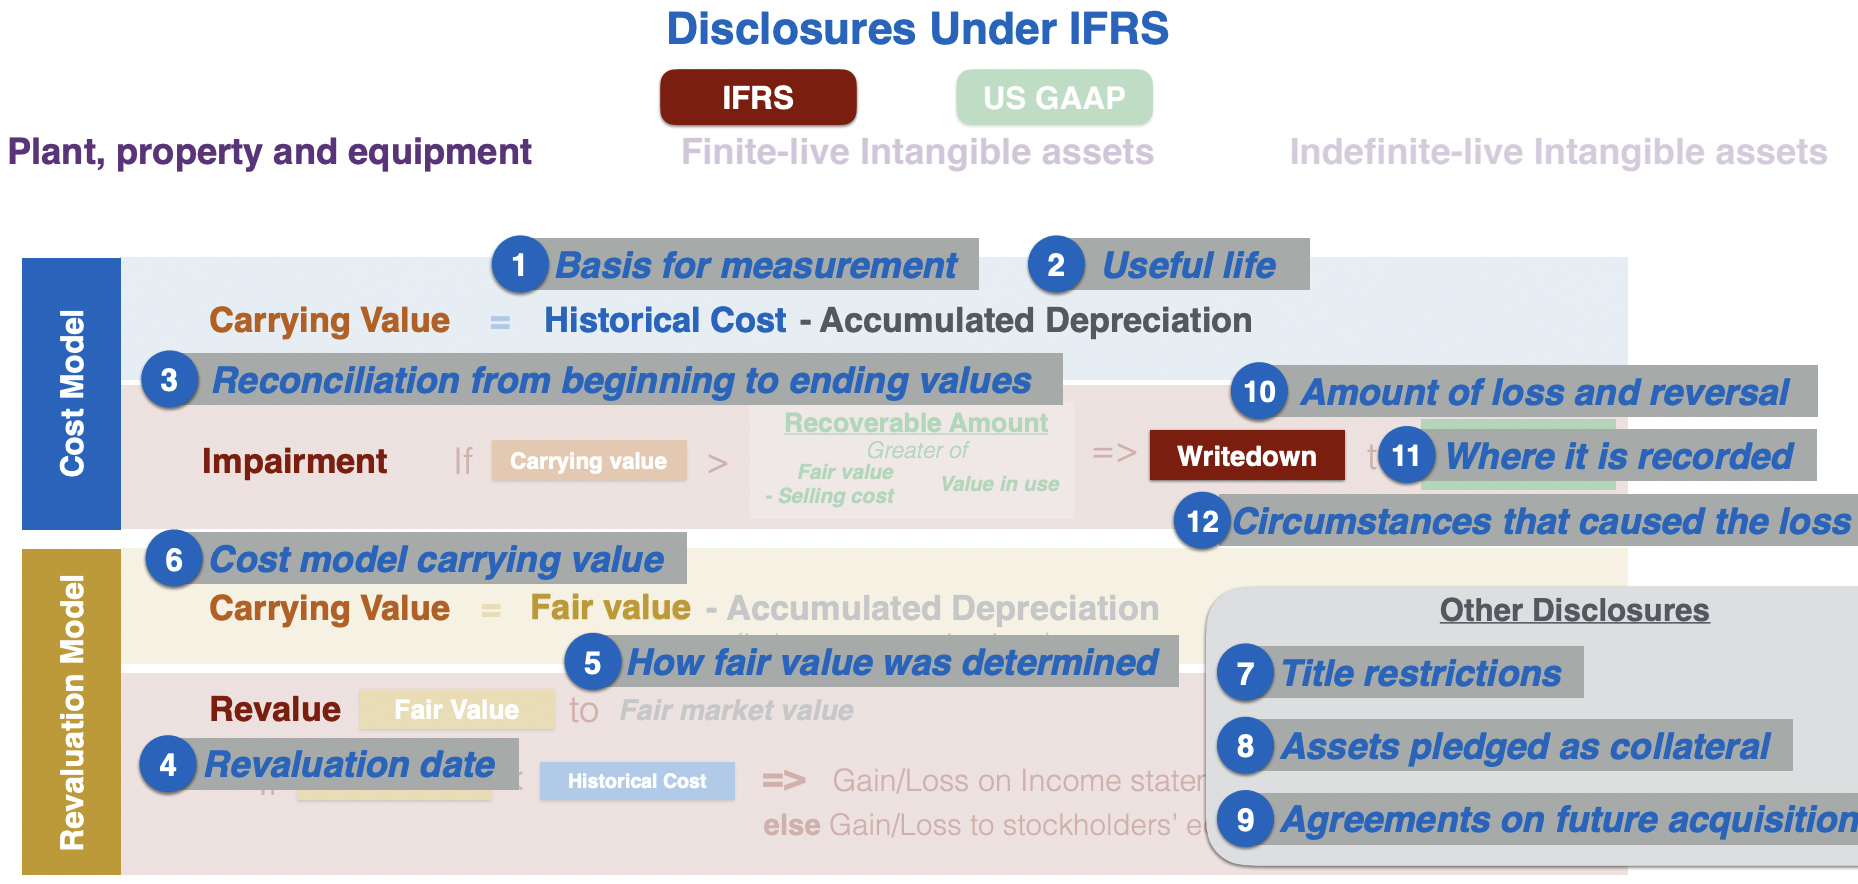 Disclosures Under IFRS
IFRS
US GAAP
Plant, property and equipment
Finite-live Intangible assets
Indefinite-live Intangible assets
Cost Model
1 Basis for measurement
2 Useful life
Carrying Value = Historical Cost - Accumulated Depreciation
3 Reconciliation from beginning to ending values
10 Amount of loss and reversal
Impairment If Carrying value >
Recoverable Amount
Greater of
Fair value
- Selling cost
Value in use
=> Writedown
11 Where it is recorded
12 Circumstances that caused the loss
Revaluation Model
6 Cost model carrying value
Carrying Value = Fair value - Accumulated Depreciation
5 How fair value was determined
Revalue Fair Value to Fair market value
4 Revaluation date
Historical Cost => Gain/Loss on Income
else Gain/Loss to stockholders’
Other Disclosures
7 Title restrictions
8 Assets pledged as collateral
9 Agreements on future acquisition